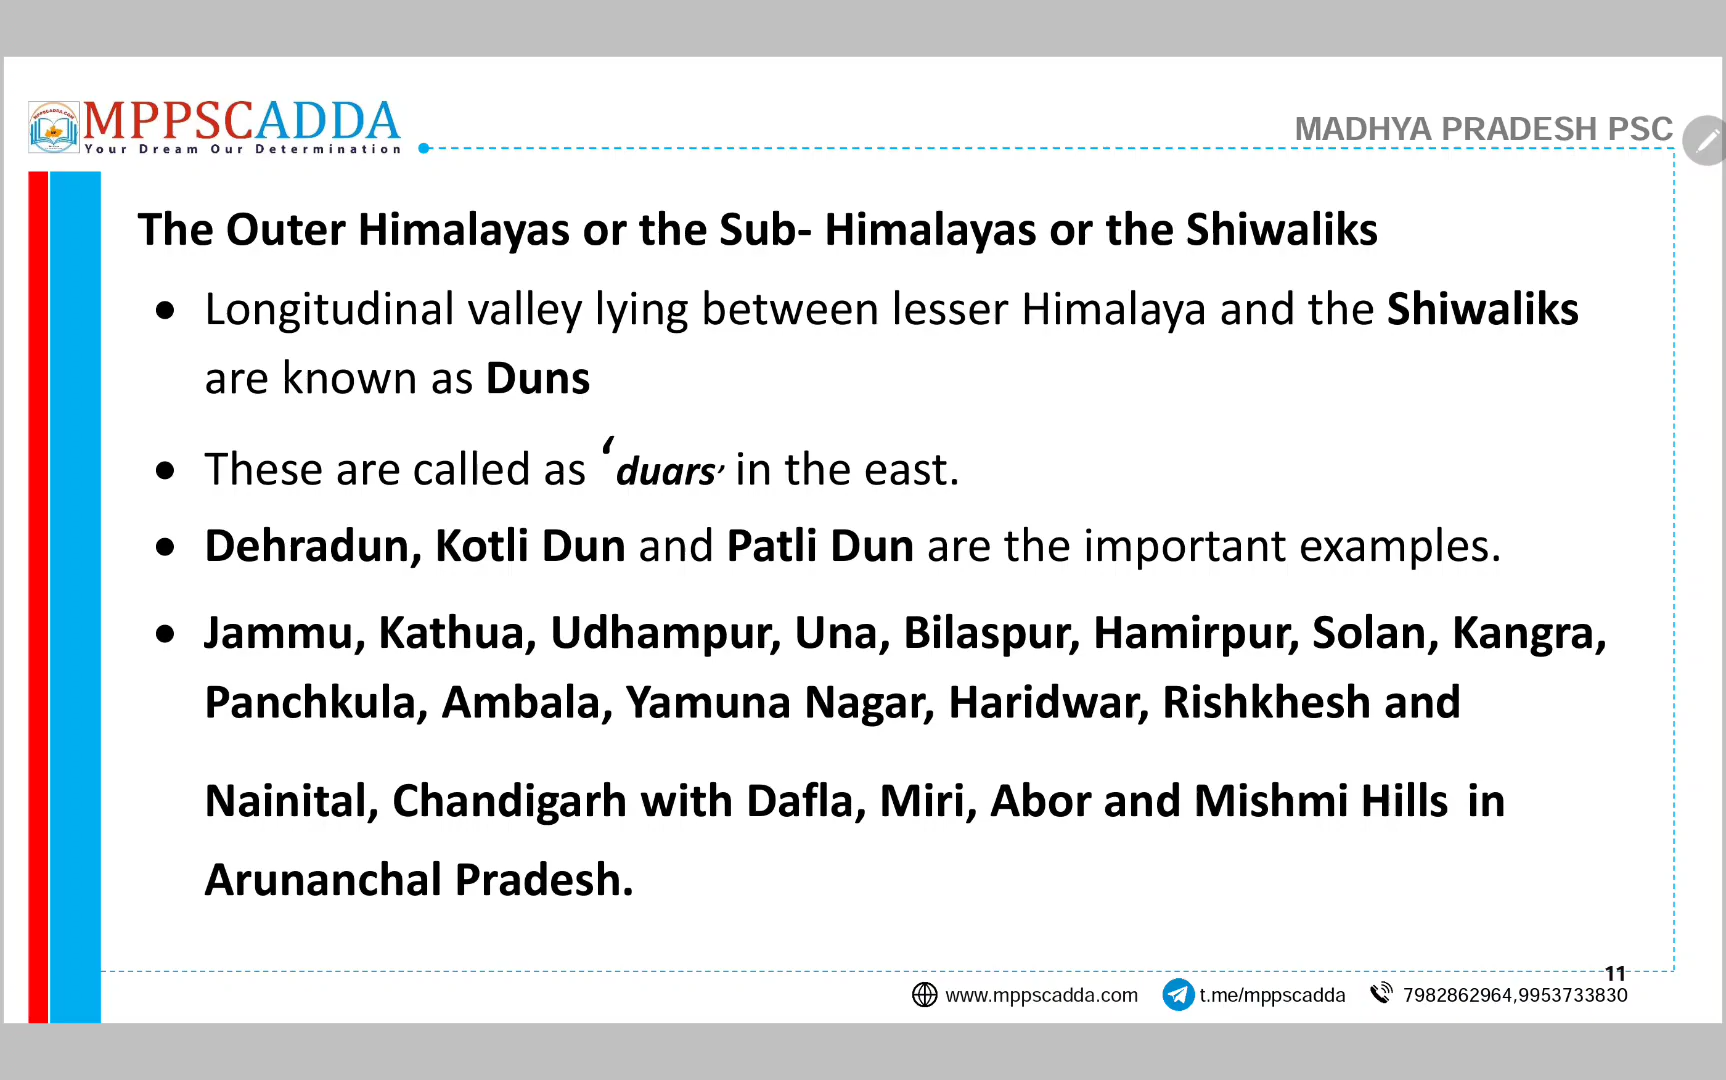 MPPSCADDA
Your Dream Our Determination
MADHYA PRADESH PSC
The Outer Himalayas or the Sub- Himalayas or the Shiwaliks
• Longitudinal valley lying between lesser Himalaya and the Shiwaliks
are known as Duns
• These are called as ‘duars’ in the east.
• Dehradun, Kotli Dun and Patli Dun are the important examples.
• Jammu, Kathua, Udhampur, Una, Bilaspur, Hamirpur, Solan, Kangra,
Panchkula, Ambala, Yamuna Nagar, Haridwar, Rishkhesh and
Nainital, Chandigarh with Dafla, Miri, Abor and Mishmi Hills in
Arunanchal Pradesh.
11
www.mppscadda.com t.me/mppscadda 7982862964,9953733830